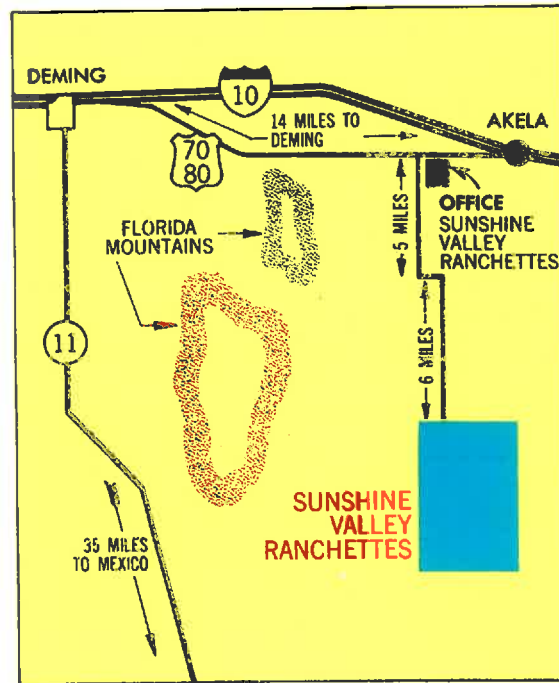 DEMING
10
14 MILES TO
DEMING
AKELA
70
80
OFFICE
SUNSHINE
VALLEY
RANCHETTES
5 MILES
FLORIDA
MOUNTAINS
11
6 MILES
SUNSHINE
VALLEY
RANCHETTES
35 MILES
TO MEXICO